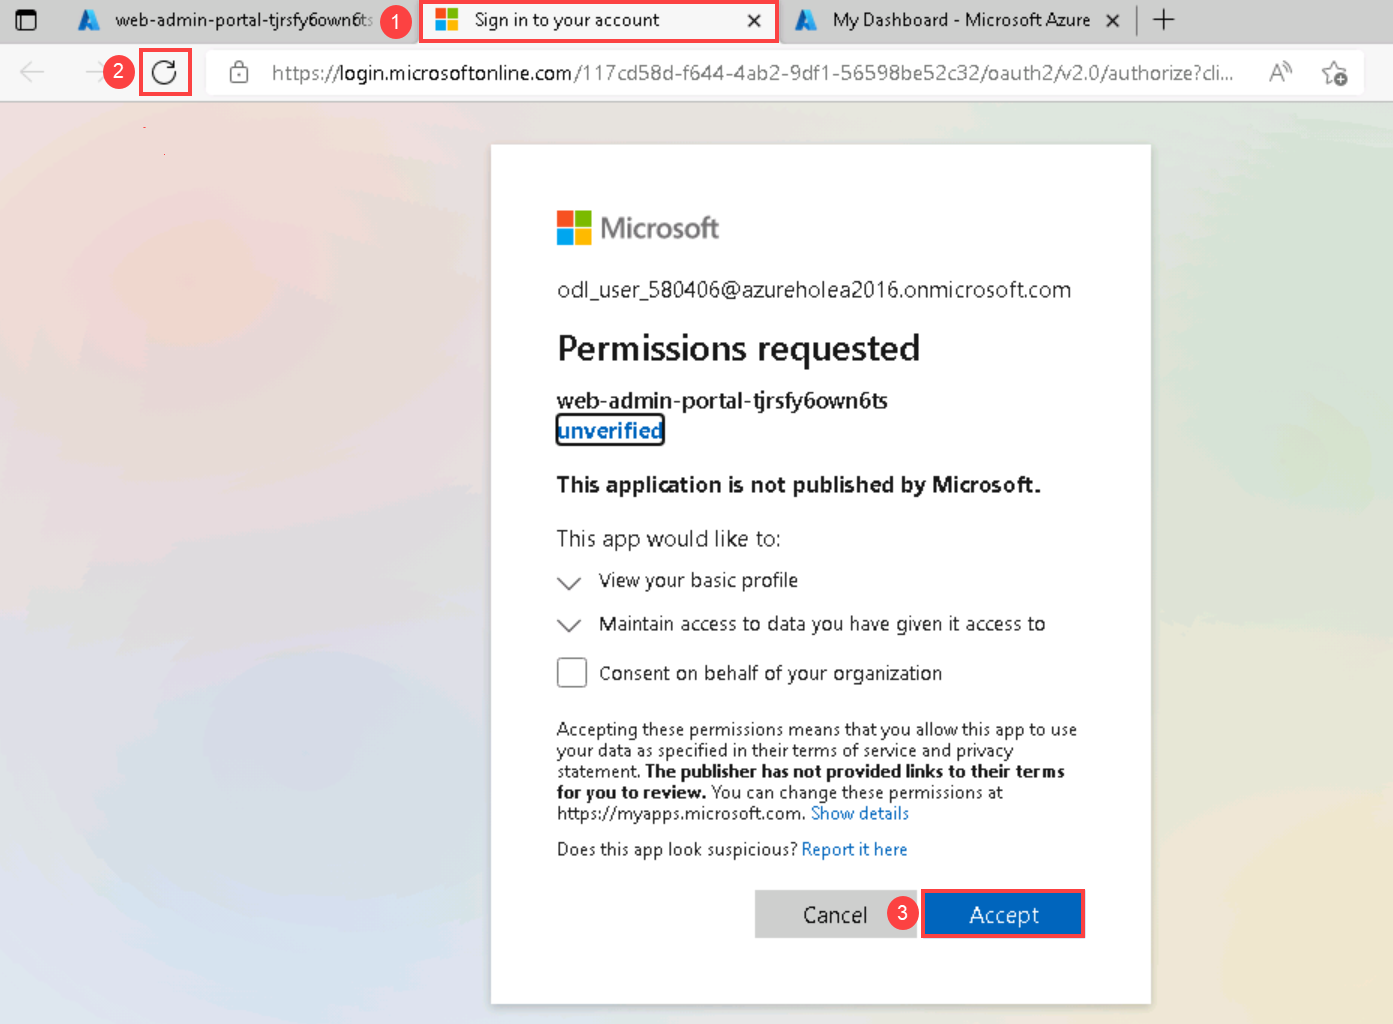 web-admin-portal-tjrsfy6own6ts
1
Sign in to your account
My Dashboard - Microsoft Azure
2
https://login.microsoftonline.com/117cd58d-f644-4ab2-9df1-56598be52c32/oauth2/v2.0/authorize?cli...
Microsoft
odl_user_580406@azureholea2016.onmicrosoft.com
Permissions requested
web-admin-portal-tjrsfy6own6ts
unverified
This application is not published by Microsoft.
This app would like to:
View your basic profile
Maintain access to data you have given it access to
Consent on behalf of your organization
Accepting these permissions means that you allow this app to use
your data as specified in their terms of service and privacy
statement. The publisher has not provided links to their terms
for you to review. You can change these permissions at
https://myapps.microsoft.com. Show details
Does this app look suspicious? Report it here
Cancel
3
Accept